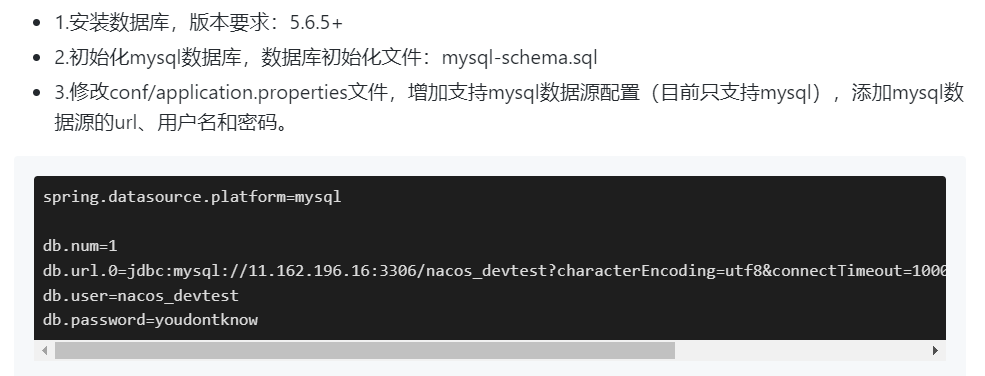 1.安装数据库，版本要求：5.6.5+
2.初始化mysql数据库，数据库初始化文件：mysql-schema.sql
3.修改conf/application.properties文件，增加支持mysql数据源配置（目前只支持mysql），添加mysql数
据源的url、用户名和密码。
spring.datasource.platform=mysql
db.num=1
db.url.0=jdbc:mysql://11.162.196.16:3306/nacos_devtest?characterEncoding=utf8&connectTimeout=1000
db.user=nacos_devtest
db.password=youdontknow